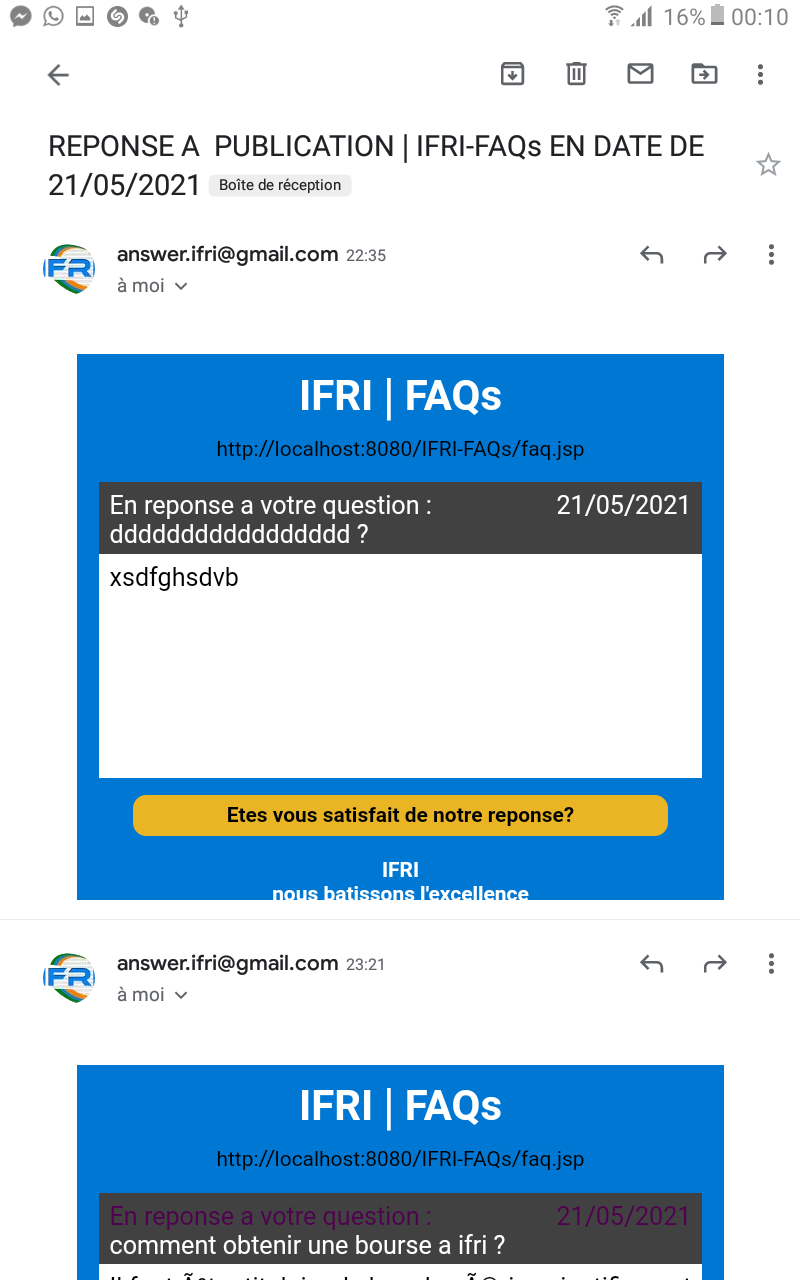 16% 00:10
REPONSE A PUBLICATION | IFRI-FAQs EN DATE DE
21/05/2021 Boîte de réception
FR answer.ifri@gmail.com 22:35
à moi
IFRI | FAQs
http://localhost:8080/IFRI-FAQs/faq.jsp
En reponse a votre question : 21/05/2021
ddddddddddddddddd ?
xsdfghsdvb
Etes vous satisfait de notre reponse?
IFRI
nous batissons l'excellence
FR answer.ifri@gmail.com 23:21
à moi
IFRI | FAQs
http://localhost:8080/IFRI-FAQs/faq.jsp
En reponse a votre question : 21/05/2021
comment obtenir une bourse a ifri ?